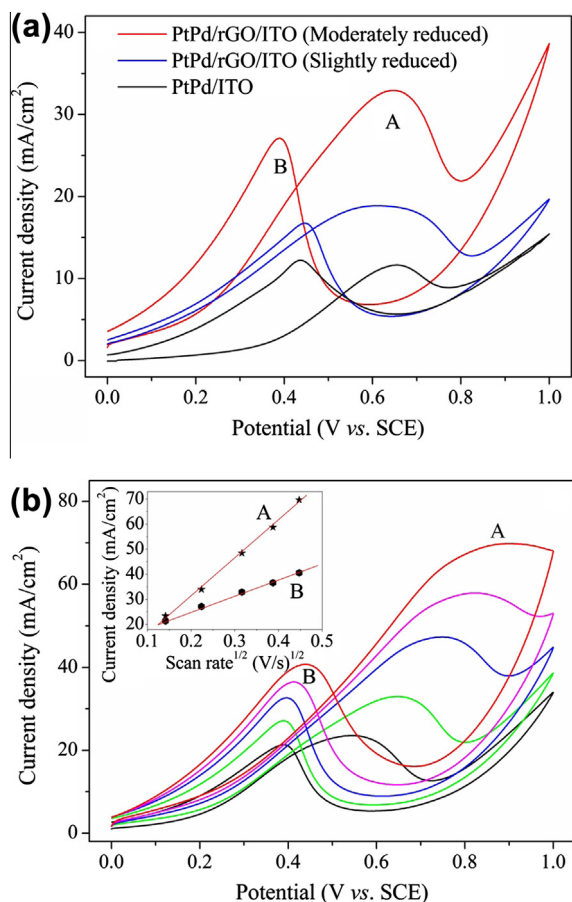 (a)
PtPd/rGO/ITO (Moderately reduced)
PtPd/rGO/ITO (Slightly reduced)
PtPd/ITO
A
B
40
30
20
10
0
Current density (mA/cm²)
0.0 0.2 0.4 0.6 0.8 1.0
Potential (V vs. SCE)
(b)
80
60
40
20
0
Current density (mA/cm²)
70
60
50
40
30
20
Current density (mA/cm²)
A
B
0.1 0.2 0.3 0.4 0.5
Scan rate¹/² (V/s)¹/²
A
B
0.0 0.2 0.4 0.6 0.8 1.0
Potential (V vs. SCE)